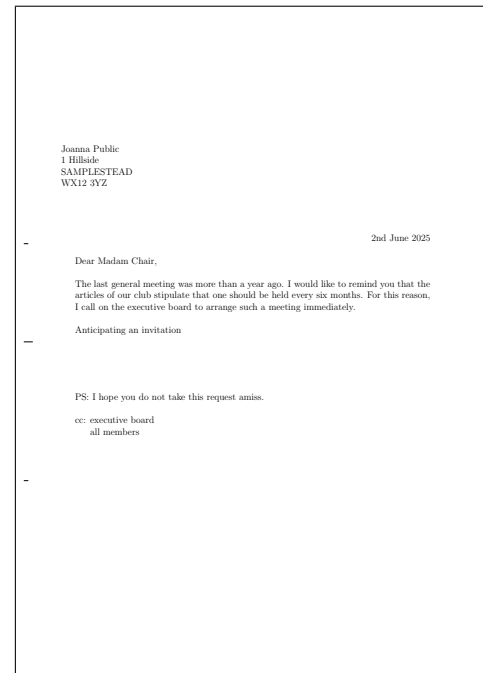 Joanna Public
1 Hillside
SAMPLESTEAD
WX12 3YZ
2nd June 2025
Dear Madam Chair,
The last general meeting was more than a year ago. I would like to remind you that the
articles of our club stipulate that one should be held every six months. For this reason,
I call on the executive board to arrange such a meeting immediately.
Anticipating an invitation
PS: I hope you do not take this request amiss.
cc: executive board
all members